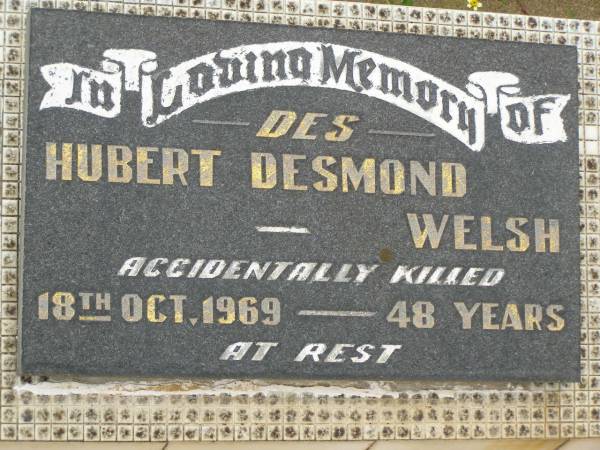 In Loving Memory of
DES
HUBERT DESMOND
WELSH
ACCIDENTALLY KILLED
18TH OCT. 1969 — 48 YEARS
AT REST